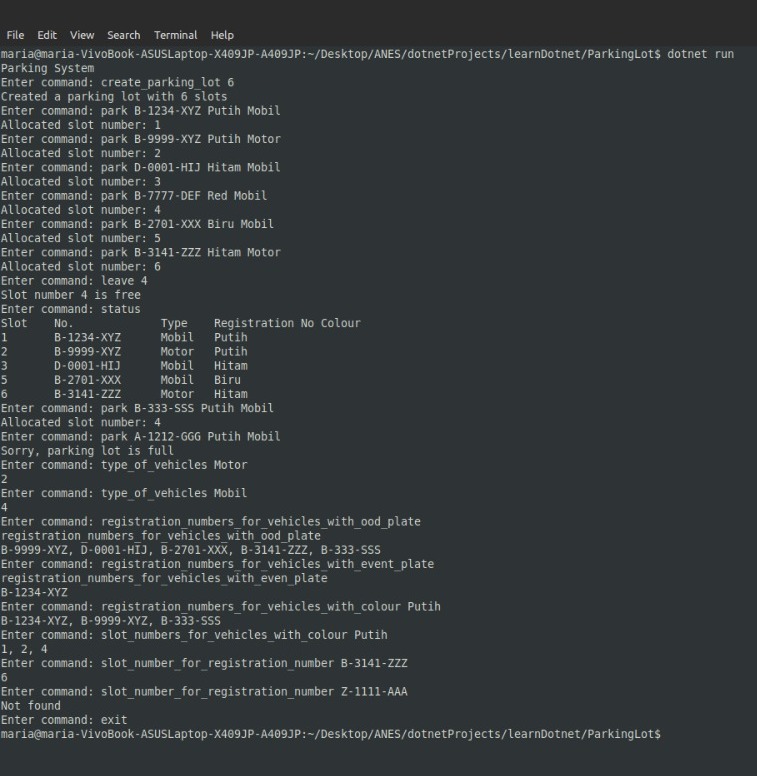 File Edit View Search Terminal Help
maria@maria-VivoBook-ASUSLaptop-X409JP-A409JP:~/Desktop/ANES/dotnetProjects/learnDotnet/ParkingLot$ dotnet run
Parking System
Enter command: create_parking_lot 6
Created a parking lot with 6 slots
Enter command: park B-1234-XYZ Putih Mobil
Allocated slot number: 1
Enter command: park B-9999-XYZ Putih Motor
Allocated slot number: 2
Enter command: park D-0001-HIJ Hitam Mobil
Allocated slot number: 3
Enter command: park B-7777-DEF Red Mobil
Allocated slot number: 4
Enter command: park B-2701-XXX Biru Mobil
Allocated slot number: 5
Enter command: park B-3141-ZZZ Hitam Motor
Allocated slot number: 6
Enter command: leave 4
Slot number 4 is free
Enter command: status
Slot No. Type Registration No Colour
1 B-1234-XYZ Mobil Putih
2 B-9999-XYZ Motor Putih
3 D-0001-HIJ Mobil Hitam
5 B-2701-XXX Mobil Biru
6 B-3141-ZZZ Motor Hitam
Enter command: park B-333-SSS Putih Mobil
Allocated slot number: 4
Enter command: park A-1212-GGG Putih Mobil
Sorry, parking lot is full
Enter command: type_of_vehicles Motor
2
Enter command: type_of_vehicles Mobil
4
Enter command: registration_numbers_for_vehicles_with_ood_plate
registration_numbers_for_vehicles_with_ood_plate
B-9999-XYZ, D-0001-HIJ, B-2701-XXX, B-3141-ZZZ, B-333-SSS
Enter command: registration_numbers_for_vehicles_with_event_plate
registration_numbers_for_vehicles_with_even_plate
B-1234-XYZ
Enter command: registration_numbers_for_vehicles_with_colour Putih
B-1234-XYZ, B-9999-XYZ, B-333-SSS
Enter command: slot_numbers_for_vehicles_with_colour Putih
1, 2, 4
Enter command: slot_number_for_registration_number B-3141-ZZZ
6
Enter command: slot_number_for_registration_number Z-1111-AAA
Not found
Enter command: exit
maria@maria-VivoBook-ASUSLaptop-X409JP-A409JP:~/Desktop/ANES/dotnetProjects/learnDotnet/ParkingLot$